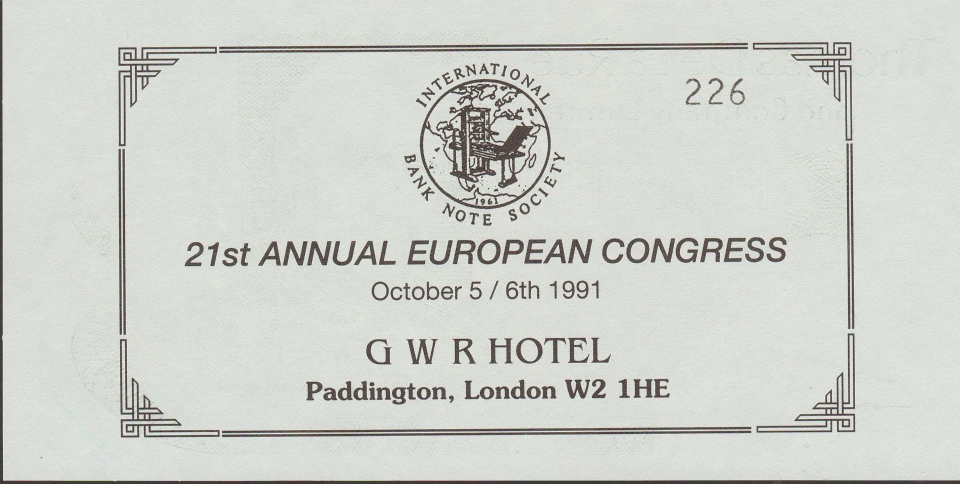 226
INTERNATIONAL
BANK NOTE SOCIETY
1961
21st ANNUAL EUROPEAN CONGRESS
October 5 / 6th 1991
G W R HOTEL
Paddington, London W2 1HE